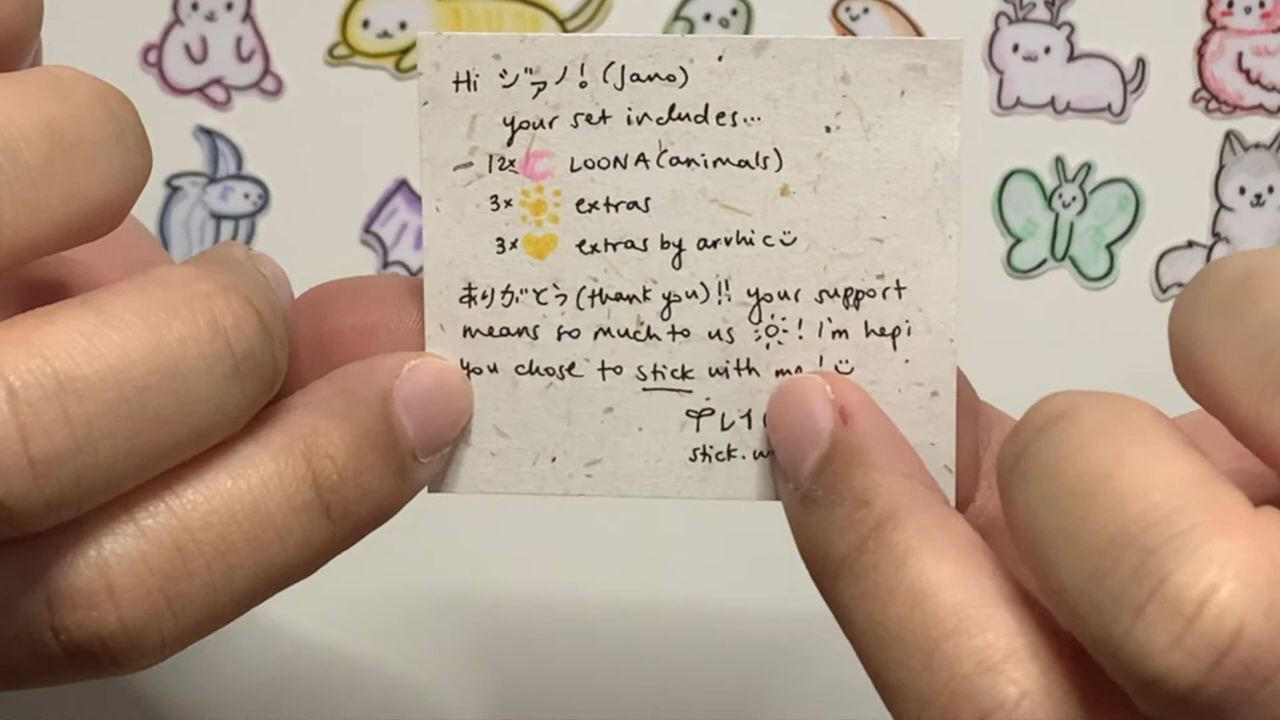 Hi ジァノ! (Jano)
your set includes...
- 12x LOONA (animals)
3x extras
3x extras by arvhic
ありがとう (thank you)!! your support
means so much to us ! I'm hepi
you chose to stick with me!
stick.w